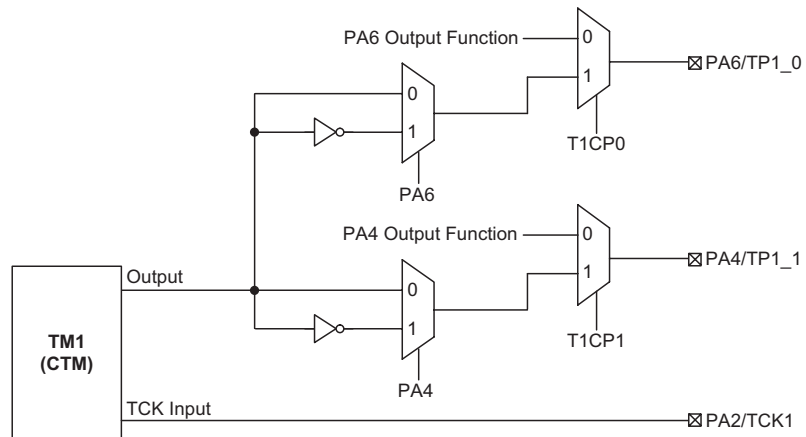 PA6 Output Function
0
1
PA6/TP1_0
0
1
T1CP0
PA6
PA4 Output Function
0
1
PA4/TP1_1
Output
0
1
T1CP1
TM1
(CTM)
PA4
TCK Input
PA2/TCK1